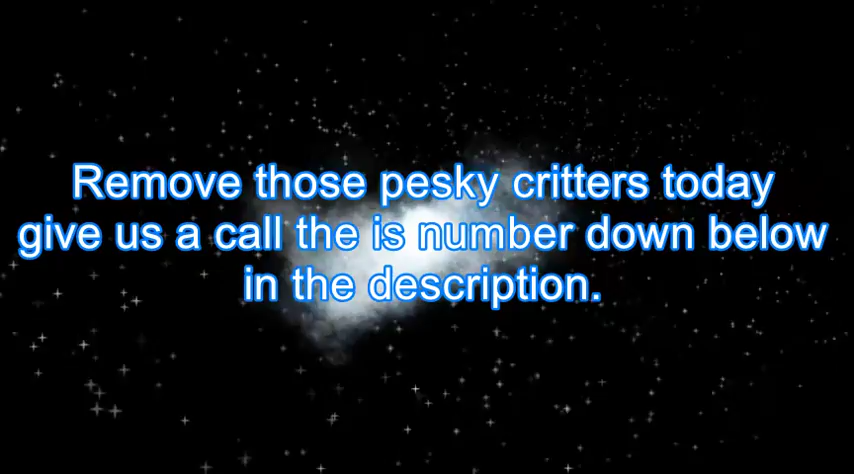 Remove those pesky critters today
give us a call the is number down below
in the description.